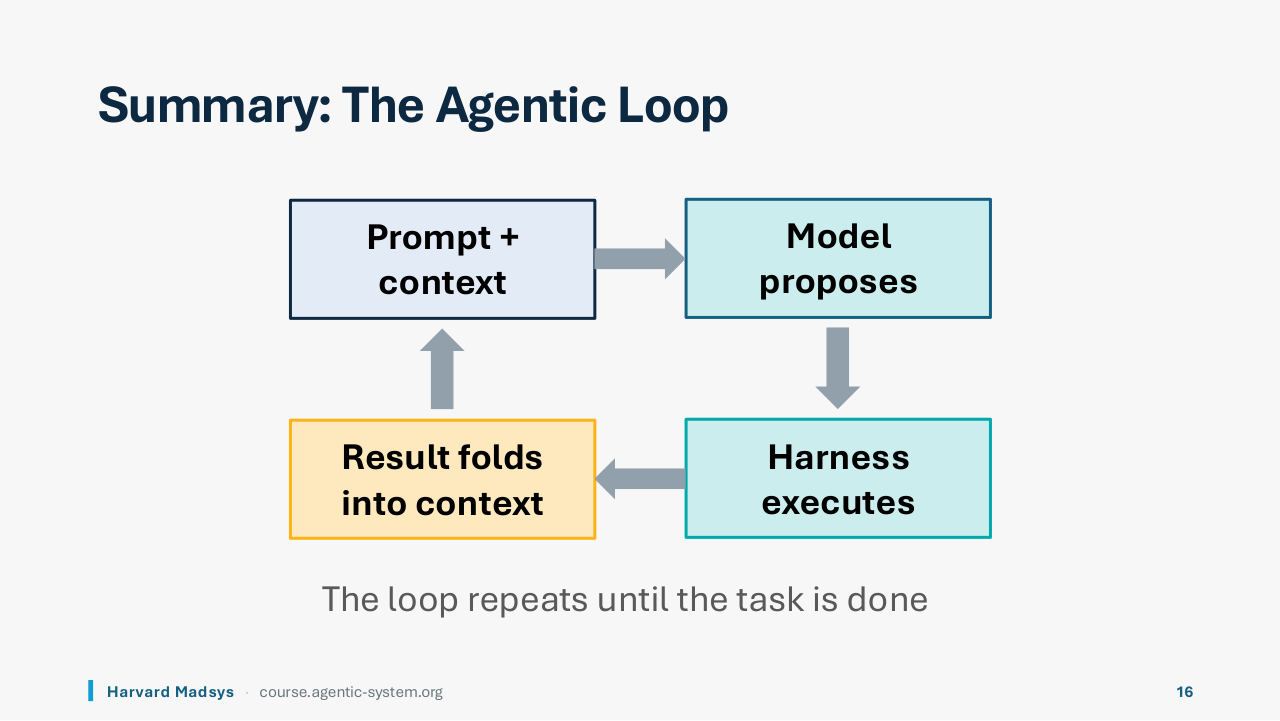 Summary: The Agentic Loop
Prompt +
context
Model
proposes
Result folds
into context
Harness
executes
The loop repeats until the task is done
Harvard Madsys · course.agentic-system.org
16